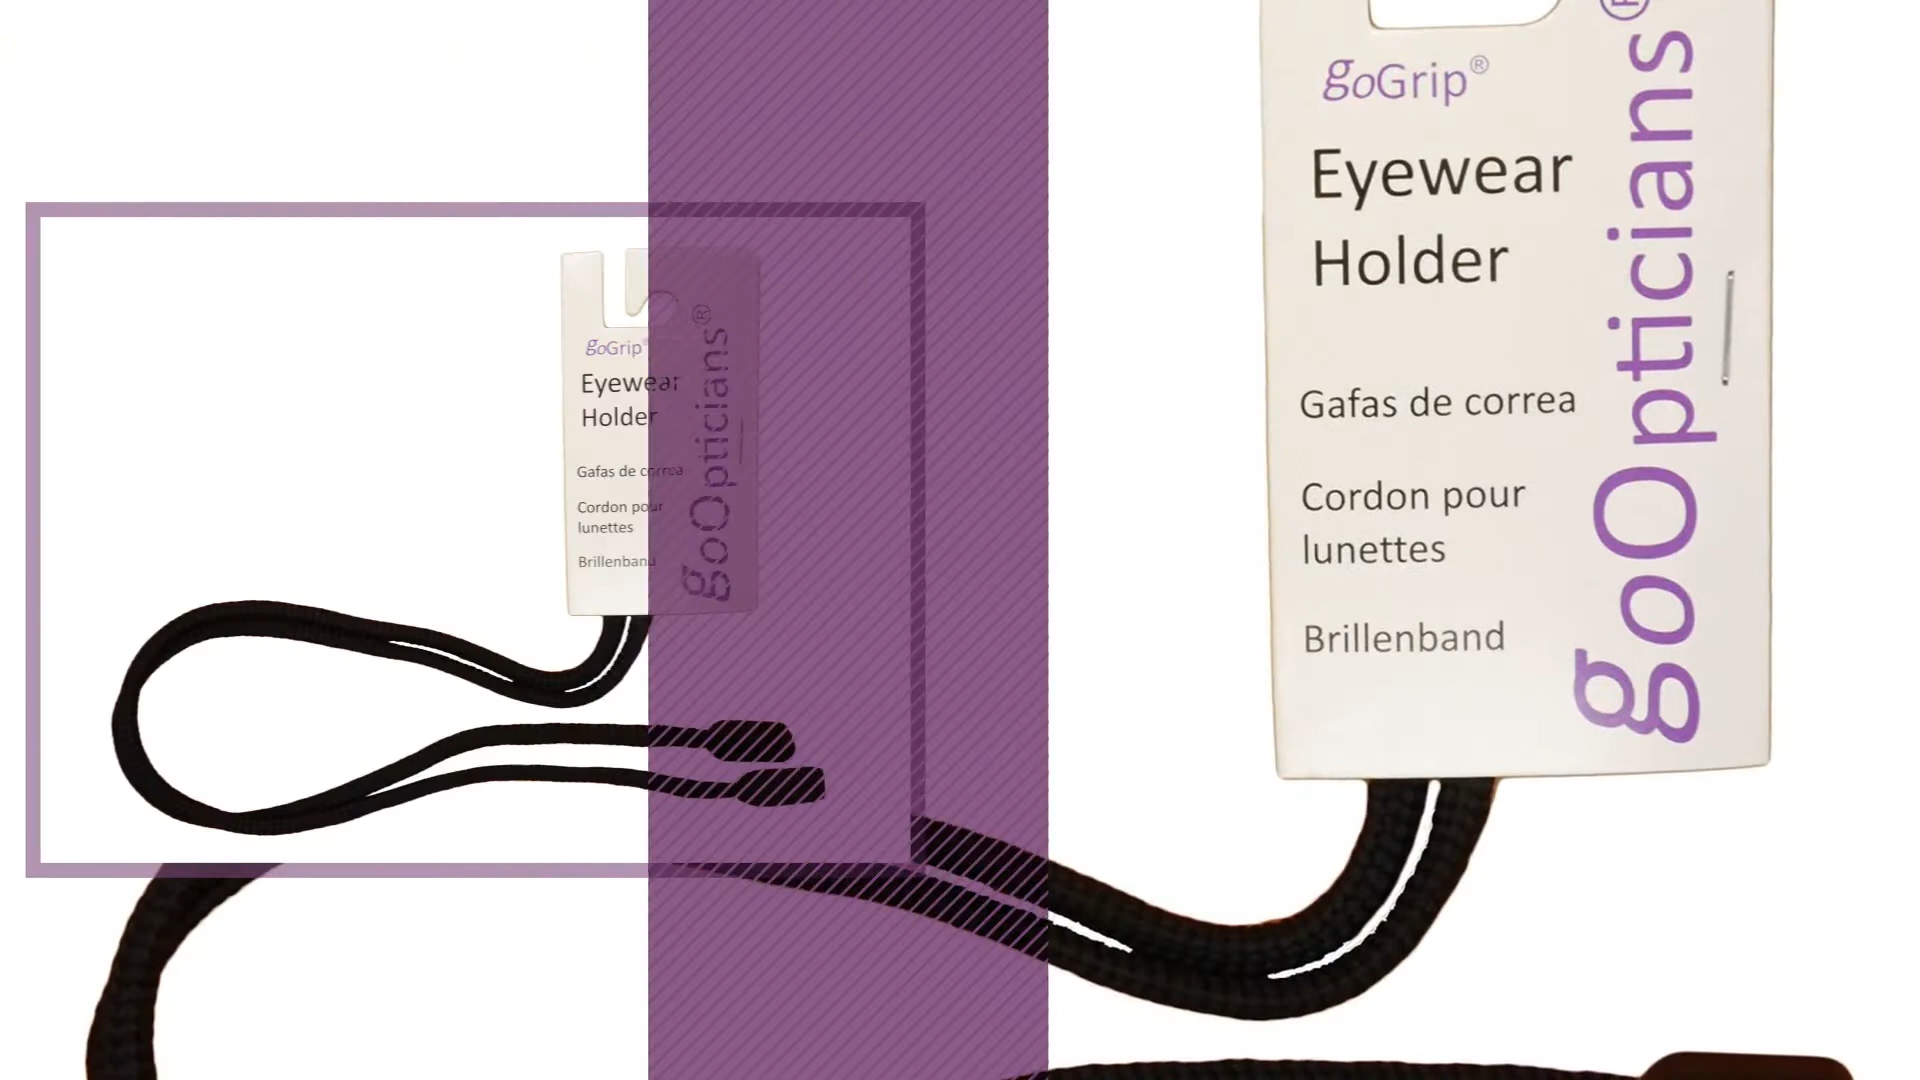 goGrip®
Eyewear
Holder
Gafas de correa
Cordon pour
lunettes
Brillenband
goOpticians®
goGrip®
Eyewear
Holder
Gafas de correa
Cordon pour
lunettes
Brillenband
goOpticians®